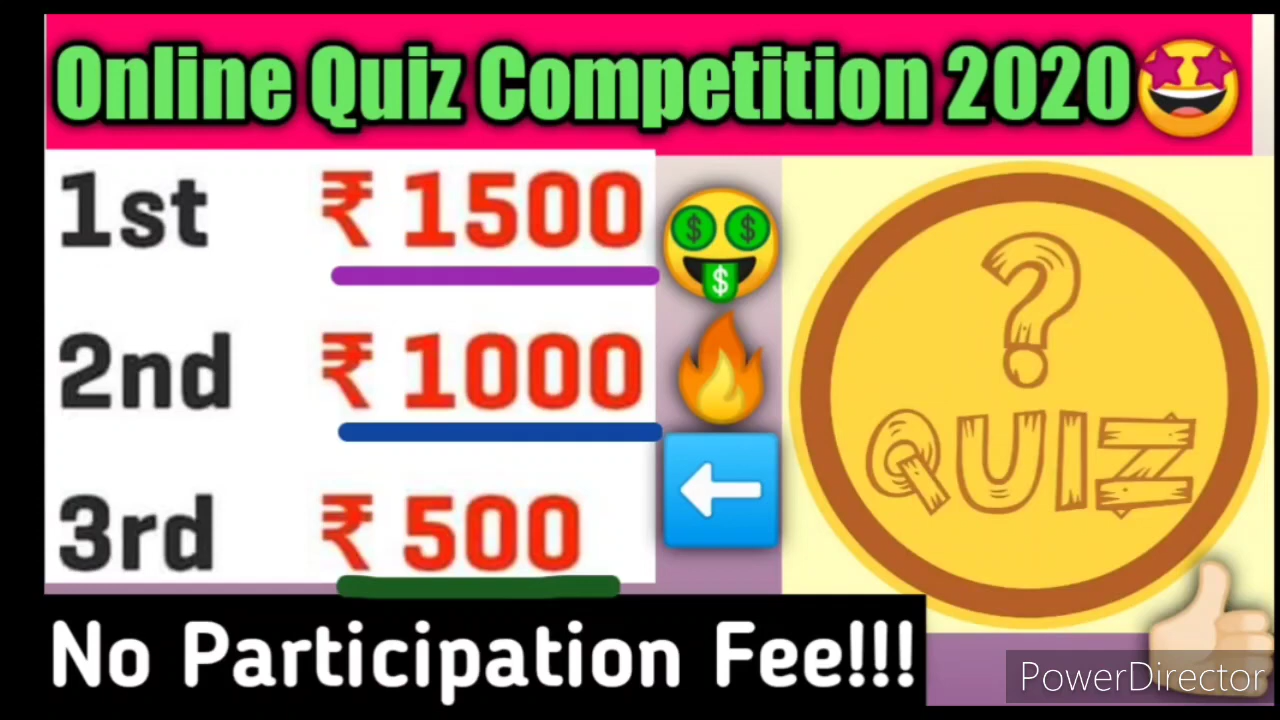 Online Quiz Competition 2020
1st ₹ 1500
2nd ₹ 1000
3rd ₹ 500
?
QUIZ
No Participation Fee!!!
PowerDirector